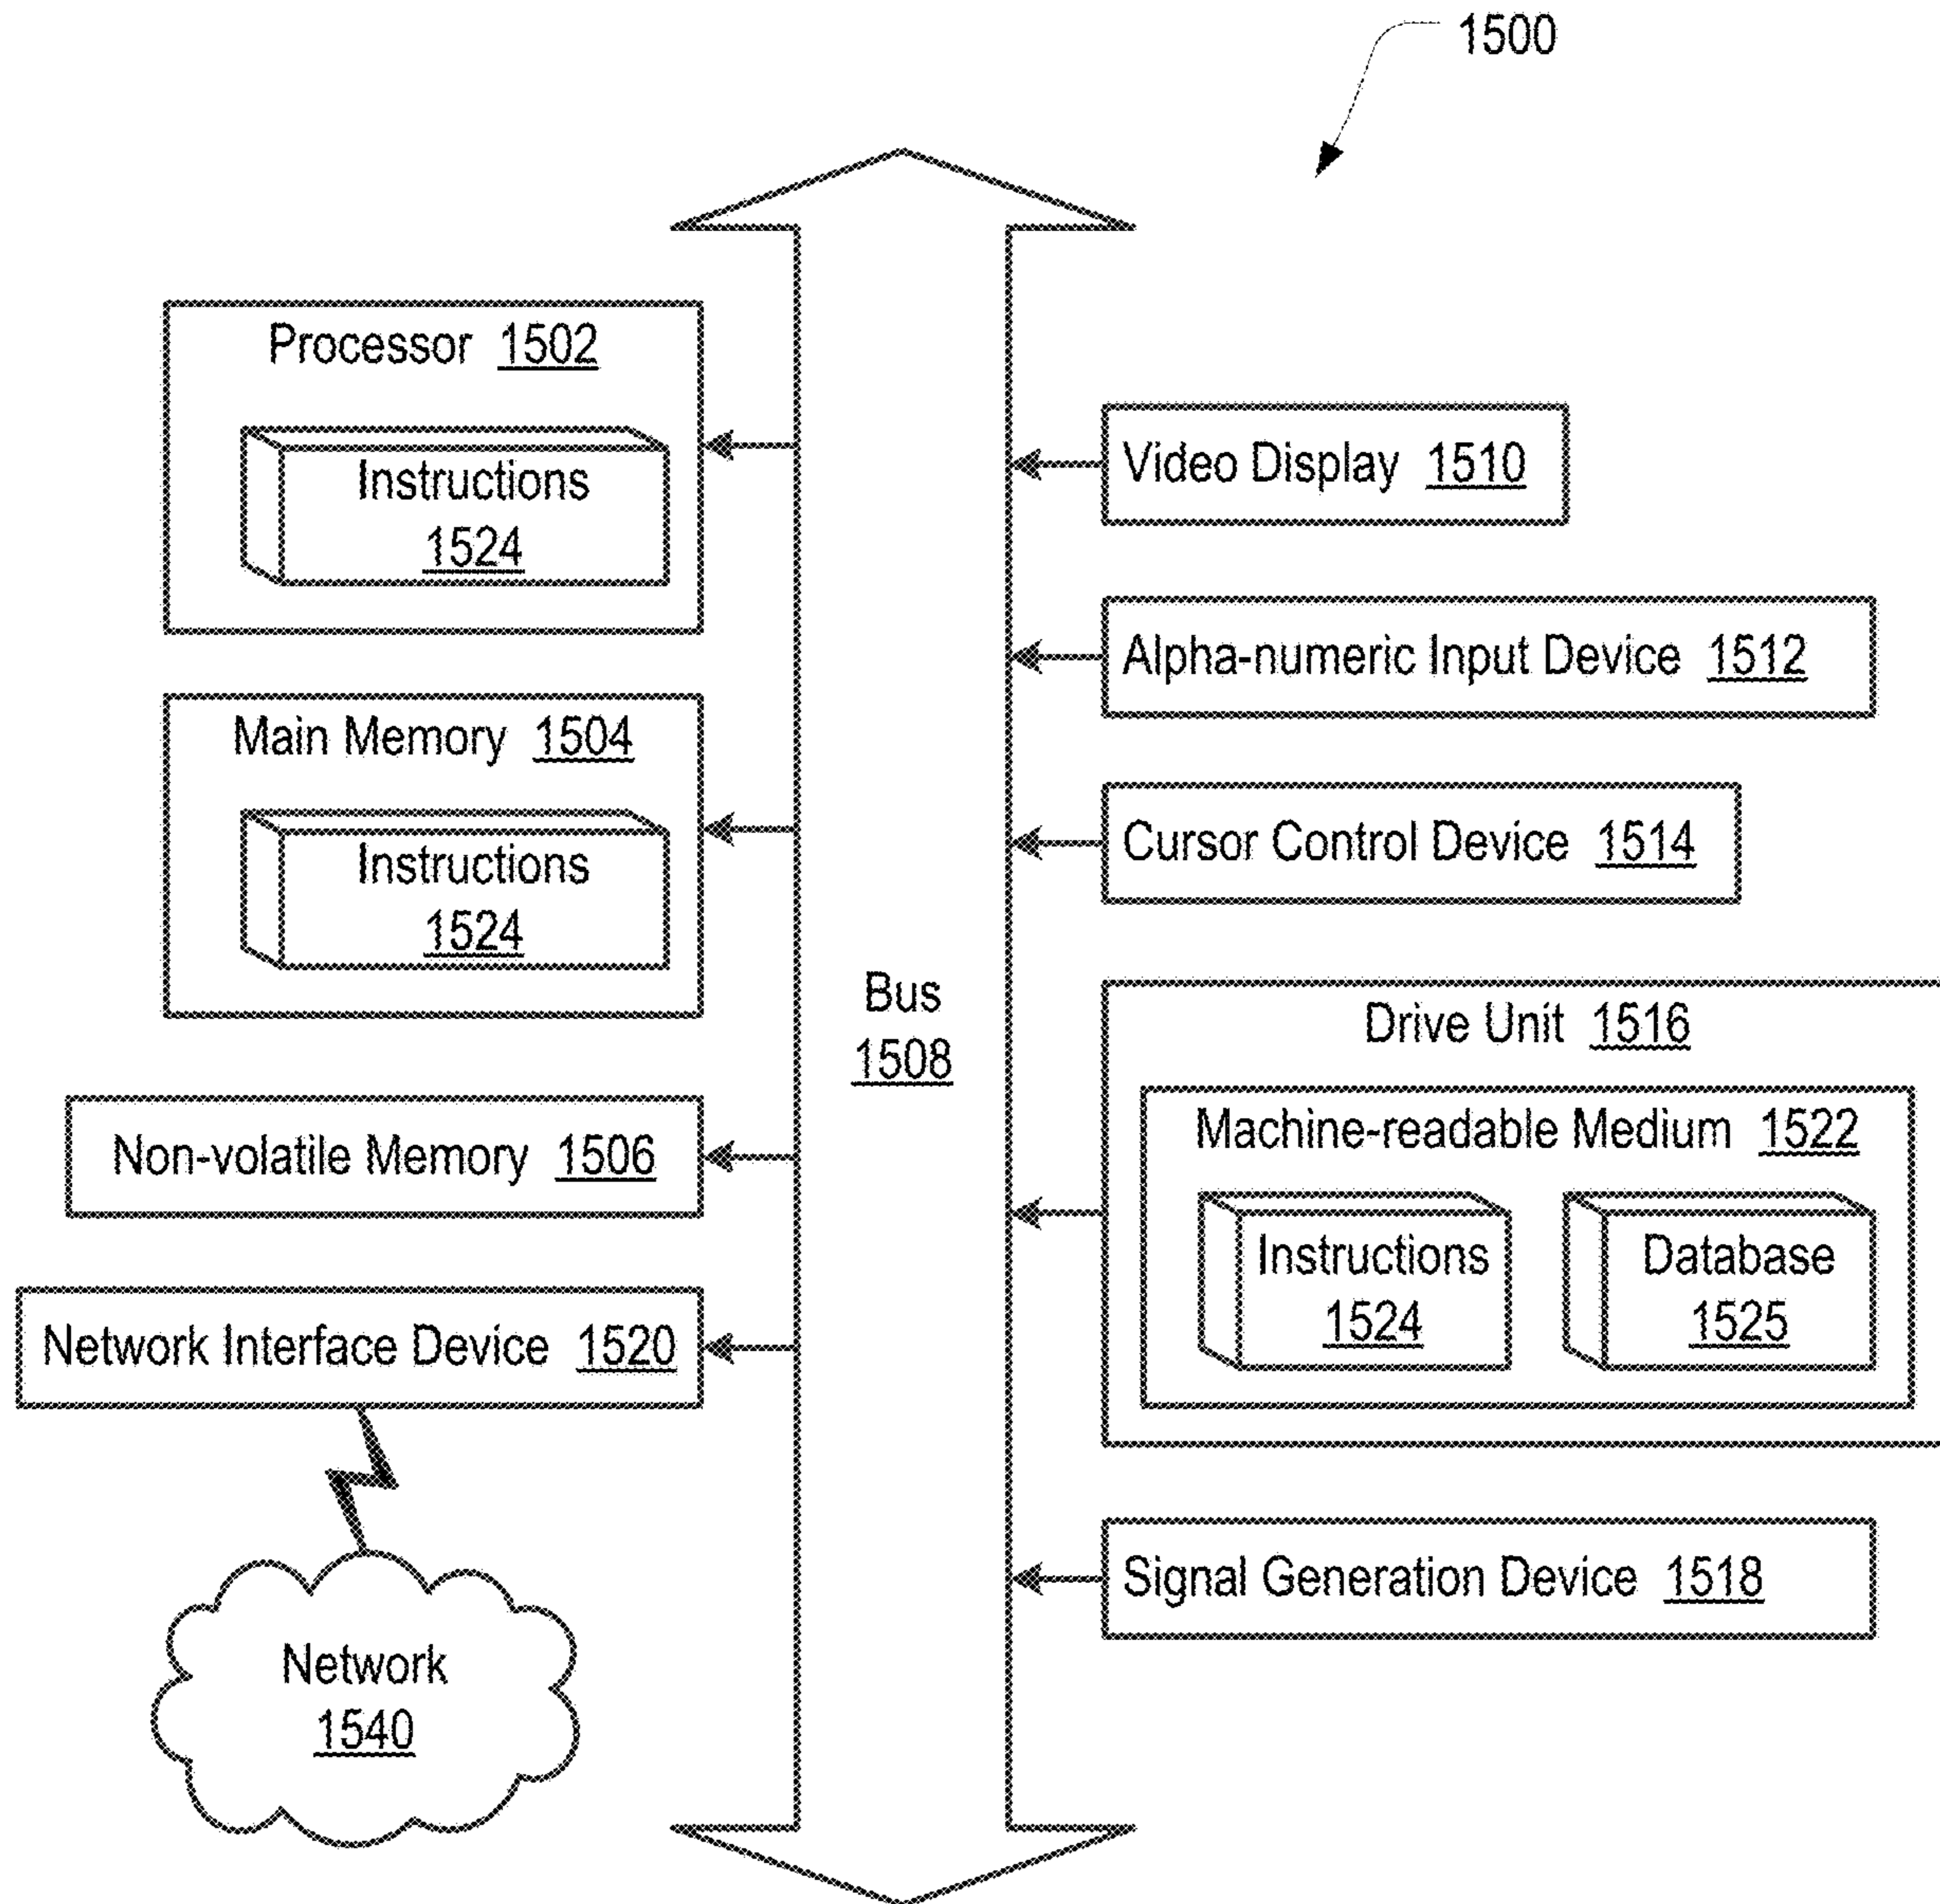 1500
Processor 1502
Instructions
1524
Main Memory 1504
Instructions
1524
Non-volatile Memory 1506
Network Interface Device 1520
Network
1540
Bus
1508
Video Display 1510
Alpha-numeric Input Device 1512
Cursor Control Device 1514
Drive Unit 1516
Machine-readable Medium 1522
Instructions
1524
Database
1525
Signal Generation Device 1518